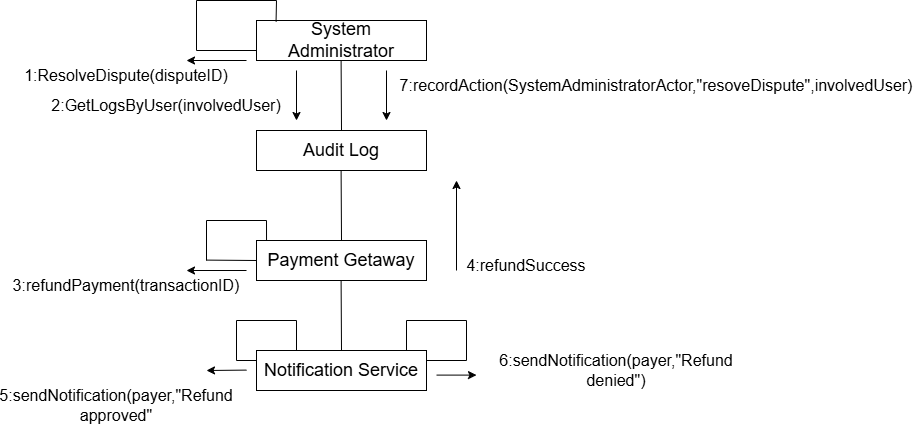 System
Administrator
1:ResolveDispute(disputeID)
7:recordAction(SystemAdministratorActor,"resoveDispute",involvedUser)
2:GetLogsByUser(involvedUser)
Audit Log
Payment Getaway
4:refundSuccess
3:refundPayment(transactionID)
Notification Service
6:sendNotification(payer,"Refund
denied")
5:sendNotification(payer,"Refund
approved"